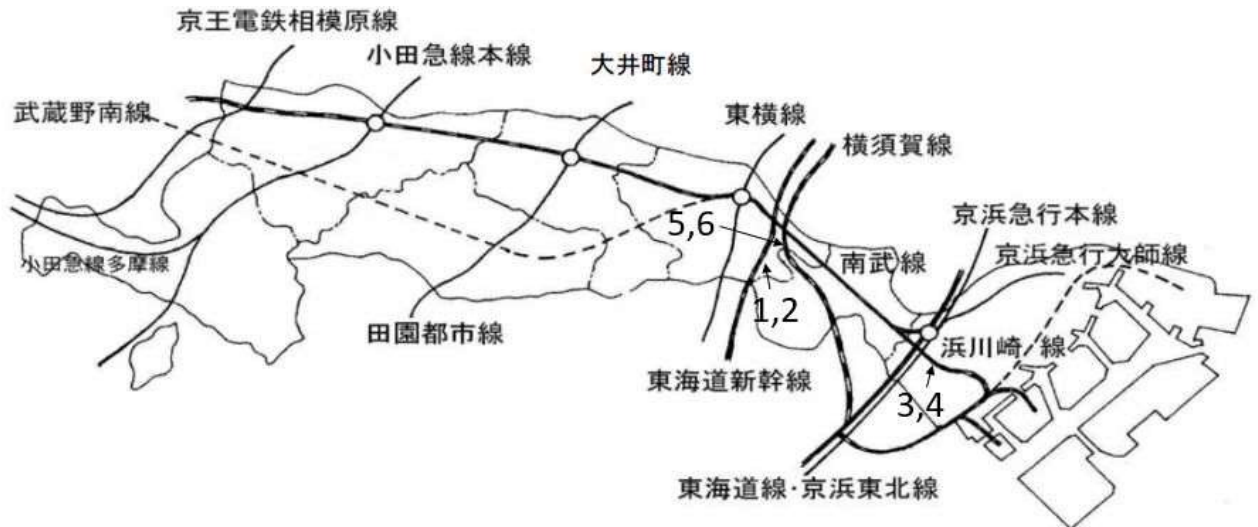 京王電鉄相模原線
小田急線本線
大井町線
武蔵野南線
東横線
横須賀線
京浜急行本線
5,6
京浜急行大師線
南武線
小田急線多摩線
1,2
田園都市線
浜川崎 線
東海道新幹線
3,4
東海道線・京浜東北線